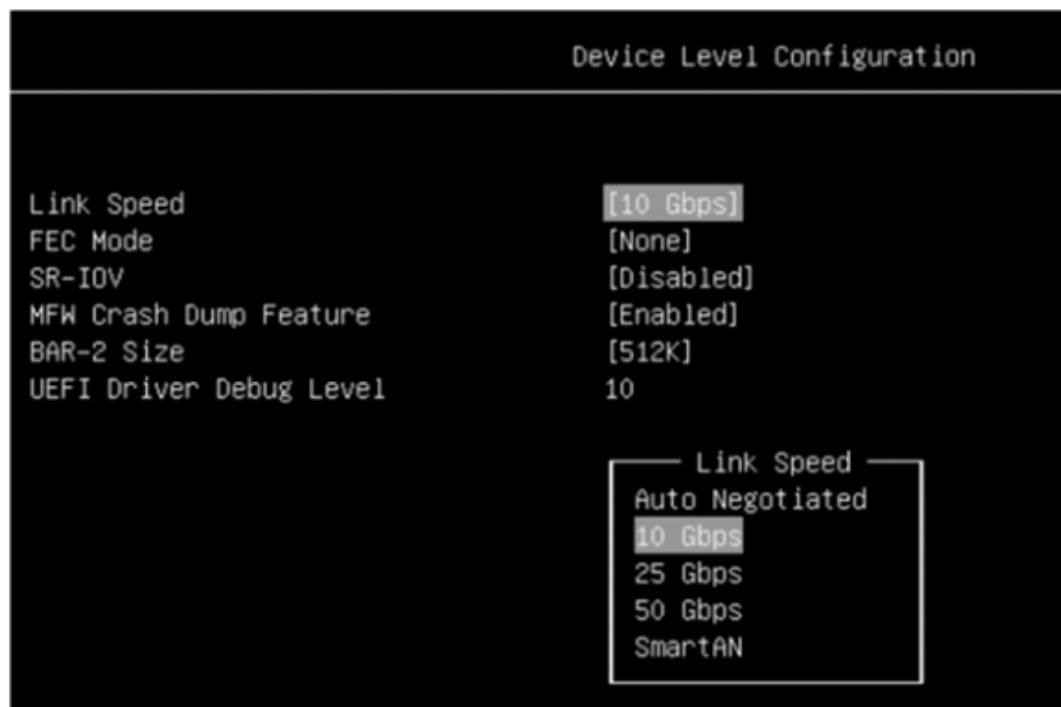 Device Level Configuration
Link Speed [10 Gbps]
FEC Mode [None]
SR-IOV [Disabled]
MFW Crash Dump Feature [Enabled]
BAR-2 Size [512K]
UEFI Driver Debug Level 10
Link Speed
Auto Negotiated
10 Gbps
25 Gbps
50 Gbps
SmartAN